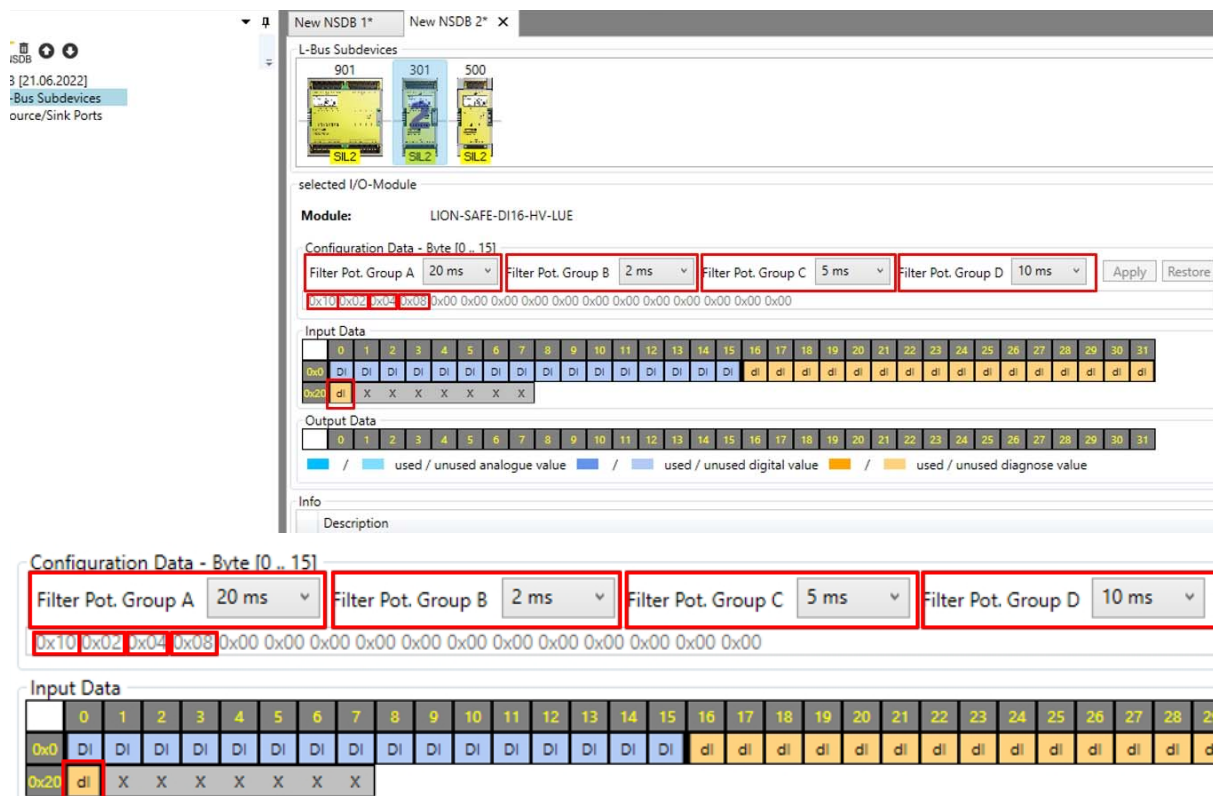 New NSDB 1*
New NSDB 2*
NSDB
[21.06.2022]
-Bus Subdevices
ource/Sink Ports
L-Bus Subdevices
901 301 500
2
SIL2 SIL2 SIL2
selected I/O-Module
Module: LION-SAFE-DI16-HV-LUE
Configuration Data - Byte [0 .. 15]
Filter Pot. Group A 20 ms Filter Pot. Group B 2 ms Filter Pot. Group C 5 ms Filter Pot. Group D 10 ms Apply Restore
0x10 0x02 0x04 0x08 0x00 0x00 0x00 0x00 0x00 0x00 0x00 0x00 0x00 0x00 0x00 0x00
Input Data
0 1 2 3 4 5 6 7 8 9 10 11 12 13 14 15 16 17 18 19 20 21 22 23 24 25 26 27 28 29 30 31
0x0 DI DI DI DI DI DI DI DI DI DI DI DI DI DI DI DI dI dI dI dI dI dI dI dI dI dI dI dI dI dI dI dI
0x20 dI X X X X X X X
Output Data
0 1 2 3 4 5 6 7 8 9 10 11 12 13 14 15 16 17 18 19 20 21 22 23 24 25 26 27 28 29 30 31
/ used / unused analogue value / used / unused digital value / used / unused diagnose value
Info
Description
Configuration Data - Byte [0 .. 15]
Filter Pot. Group A 20 ms Filter Pot. Group B 2 ms Filter Pot. Group C 5 ms Filter Pot. Group D 10 ms
0x10 0x02 0x04 0x08 0x00 0x00 0x00 0x00 0x00 0x00 0x00 0x00 0x00 0x00 0x00 0x00
Input Data
0 1 2 3 4 5 6 7 8 9 10 11 12 13 14 15 16 17 18 19 20 21 22 23 24 25 26 27 28 29
0x0 DI DI DI DI DI DI DI DI DI DI DI DI DI DI DI DI dI dI dI dI dI dI dI dI dI dI dI dI dI d
0x20 dI X X X X X X X